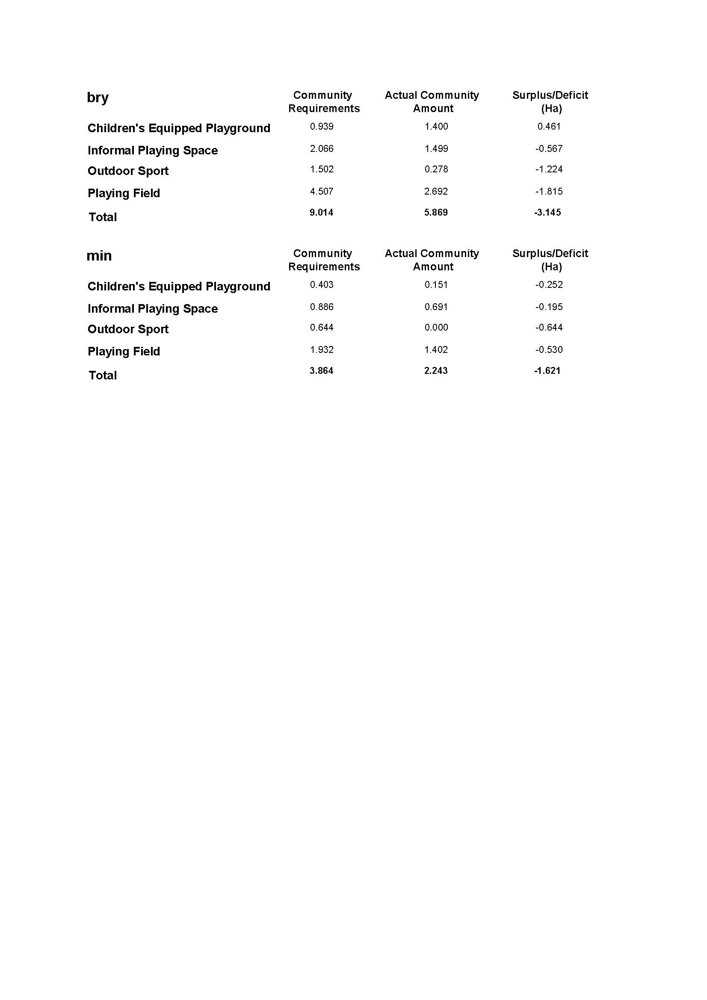 bry Community Actual Community Surplus/Deficit
Requirements Amount (Ha)
Children's Equipped Playground 0.939 1.400 0.461
Informal Playing Space 2.066 1.499 -0.567
Outdoor Sport 1.502 0.278 -1.224
Playing Field 4.507 2.692 -1.815
Total 9.014 5.869 -3.145
min Community Actual Community Surplus/Deficit
Requirements Amount (Ha)
Children's Equipped Playground 0.403 0.151 -0.252
Informal Playing Space 0.886 0.691 -0.195
Outdoor Sport 0.644 0.000 -0.644
Playing Field 1.932 1.402 -0.530
Total 3.864 2.243 -1.621